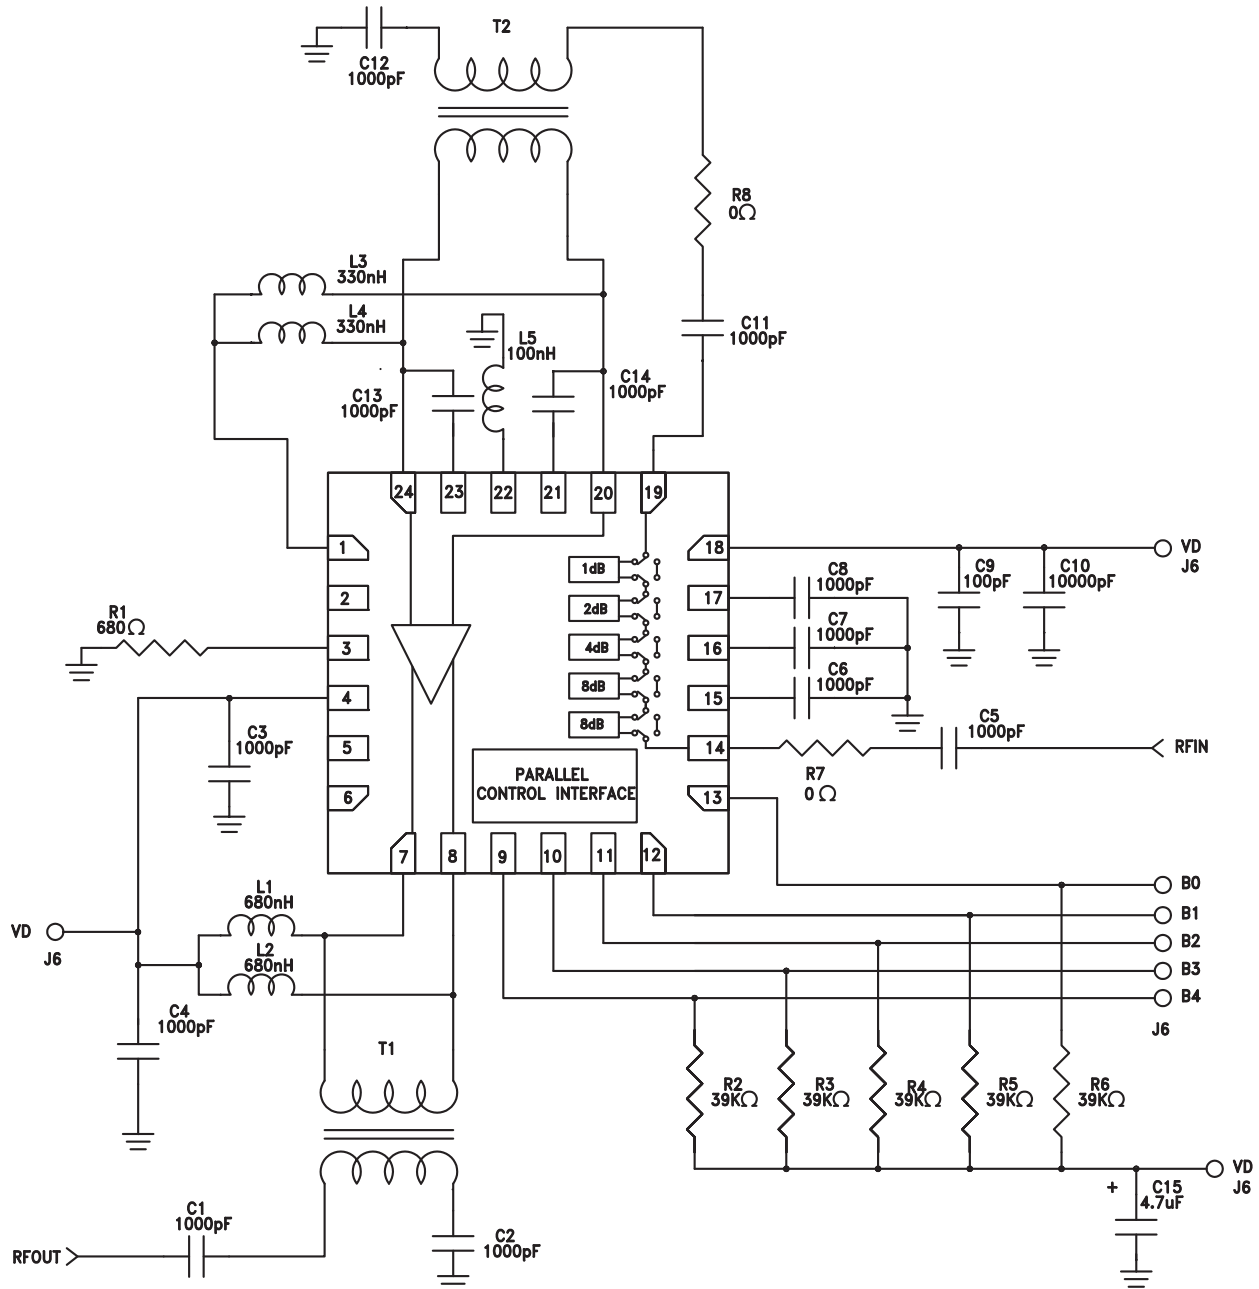 T2
C12
1000pF
R8
0Ω
L3
330nH
L4
330nH
C11
1000pF
L5
100nH
C13
1000pF
C14
1000pF
24
23
22
21
20
19
1
2
3
4
5
6
18
17
16
15
14
13
1dB
2dB
4dB
8dB
8dB
C8
1000pF
C7
1000pF
C6
1000pF
C9
100pF
C10
10000pF
VD
J6
R1
680Ω
C3
1000pF
C5
1000pF
RFIN
R7
0Ω
PARALLEL
CONTROL INTERFACE
7
8
9
10
11
12
L1
680nH
L2
680nH
VD
J6
B0
B1
B2
B3
B4
J6
C4
1000pF
T1
R2
39KΩ
R3
39KΩ
R4
39KΩ
R5
39KΩ
R6
39KΩ
VD
J6
+
C15
4.7uF
C1
1000pF
C2
1000pF
RFOUT